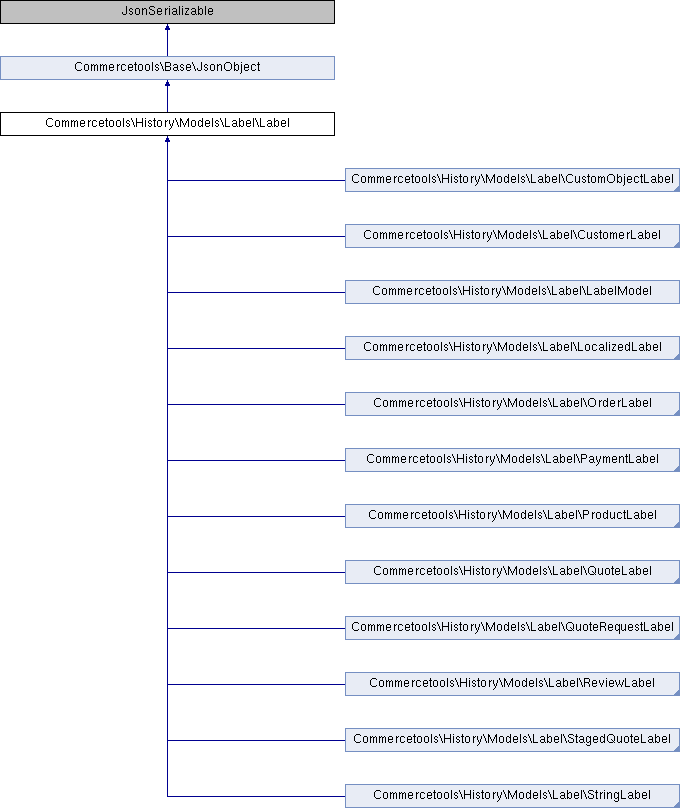 JsonSerializable
Commercetools\Base\JsonObject
Commercetools\History\Models\Label\Label
Commercetools\History\Models\Label\CustomObjectLabel
Commercetools\History\Models\Label\CustomerLabel
Commercetools\History\Models\Label\LabelModel
Commercetools\History\Models\Label\LocalizedLabel
Commercetools\History\Models\Label\OrderLabel
Commercetools\History\Models\Label\PaymentLabel
Commercetools\History\Models\Label\ProductLabel
Commercetools\History\Models\Label\QuoteLabel
Commercetools\History\Models\Label\QuoteRequestLabel
Commercetools\History\Models\Label\ReviewLabel
Commercetools\History\Models\Label\StagedQuoteLabel
Commercetools\History\Models\Label\StringLabel